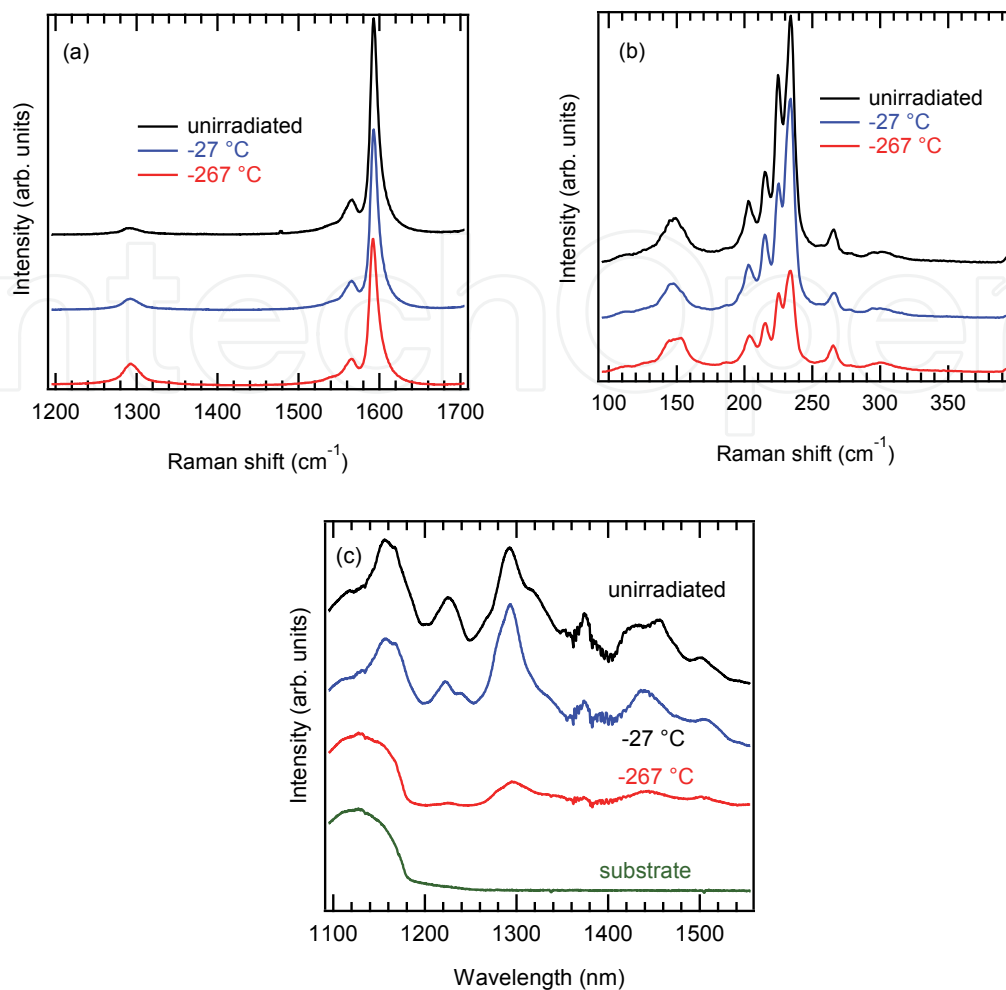 (a)
Intensity (arb. units)
unirradiated
-27 °C
-267 °C
1200 1300 1400 1500 1600 1700
Raman shift (cm-1)
(b)
Intensity (arb. units)
unirradiated
-27 °C
-267 °C
100 150 200 250 300 350
Raman shift (cm-1)
(c)
Intensity (arb. units)
unirradiated
-27 °C
-267 °C
substrate
1100 1200 1300 1400 1500
Wavelength (nm)